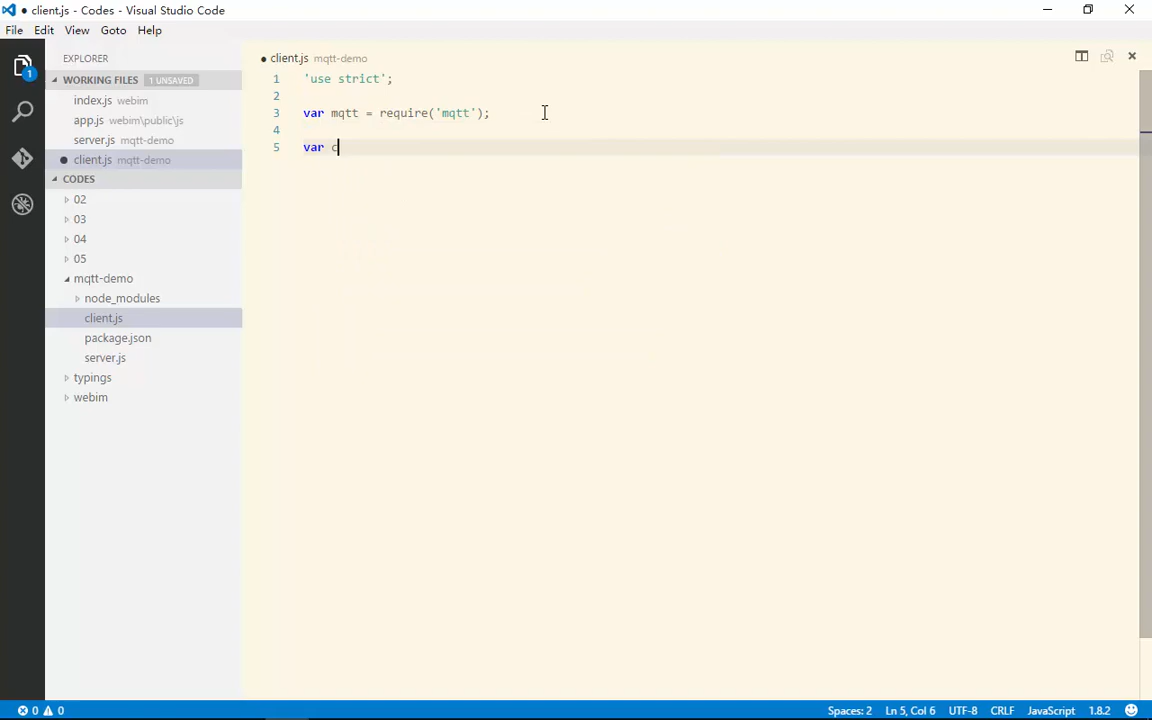 client.js - Codes - Visual Studio Code
File Edit View Goto Help
EXPLORER
WORKING FILES 1 UNSAVED
index.js webim
app.js webim\public\js
server.js mqtt-demo
client.js mqtt-demo
CODES
02
03
04
05
mqtt-demo
node_modules
client.js
package.json
server.js
typings
webim
1
client.js mqtt-demo
1 'use strict';
2
3 var mqtt = require('mqtt');
4
5 var c
0 0
Spaces: 2 Ln 5, Col 6 UTF-8 CRLF JavaScript 1.8.2